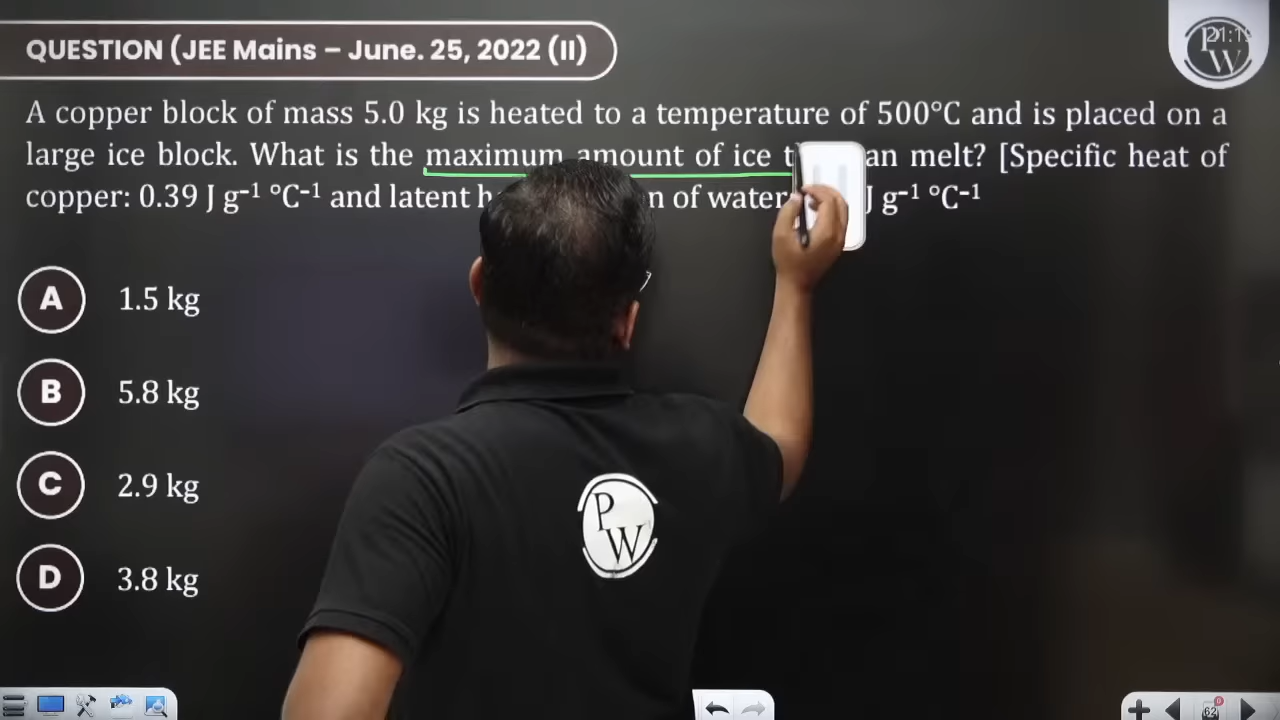 QUESTION (JEE Mains – June. 25, 2022 (II)
A copper block of mass 5.0 kg is heated to a temperature of 500°C and is placed on a
large ice block. What is the maximum amount of ice melt? [Specific heat of
copper: 0.39 J g⁻¹ °C⁻¹ and latent of water J g⁻¹ °C⁻¹
A 1.5 kg
B 5.8 kg
C 2.9 kg
D 3.8 kg
PW
PW
62